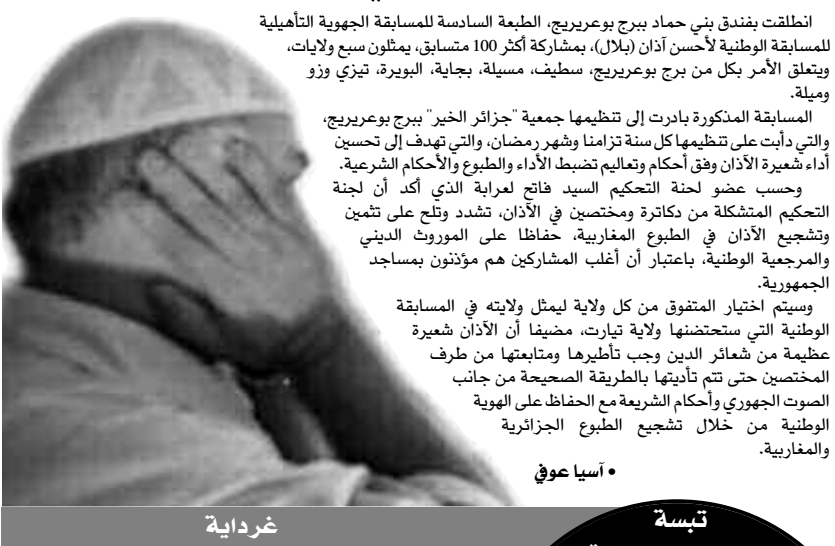 انطلقت بفندق بني حماد ببرج بوعريريج، الطبعة السادسة للمسابقة الجهوية التأهيلية
للمسابقة الوطنية لأحسن آذان (بلال)، بمشاركة أكثر 100 متسابق، يمثلون سبع ولايات،
ويتعلق الأمر بكل من برج بوعريريج، سطيف، مسيلة، بجاية، البويرة، تيزي وزو
وميلة.
المسابقة المذكورة بادرت إلى تنظيمها جمعية "جزائر الخير" ببرج بوعريريج،
والتي دأبت على تنظيمها كل سنة تزامنا وشهر رمضان، والتي تهدف إلى تحسين
أداء شعيرة الآذان وفق أحكام وتعاليم تضبط الأداء والطبوع والأحكام الشرعية.
وحسب عضو لحنة التحكيم السيد فاتح لعرابة الذي أكد أن لجنة
التحكيم المتشكلة من دكاترة ومختصين في الآذان، تشدد وتلح على تثمين
وتشجيع الآذان في الطبوع المغاربية، حفاظا على الموروث الديني
والمرجعية الوطنية، باعتبار أن أغلب المشاركين هم مؤذنون بمساجد
الجمهورية.
وسيتم اختيار المتفوق من كل ولاية ليمثل ولايته في المسابقة
الوطنية التي ستحتضنها ولاية تيارت، مضيفا أن الآذان شعيرة
عظيمة من شعائر الدين وجب تأطيرها ومتابعتها من طرف
المختصين حتى تتم تأديتها بالطريقة الصحيحة من جانب
الصوت الجهوري وأحكام الشريعة مع الحفاظ على الهوية
الوطنية من خلال تشجيع الطبوع الجزائرية
والمغاربية.
• آسيا عوفي
تبسة
غرداية